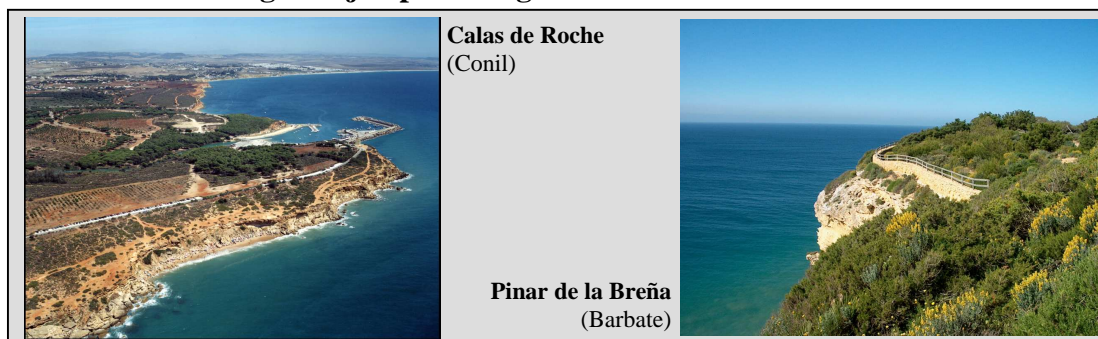 Calas de Roche
(Conil)
Pinar de la Breña
(Barbate)